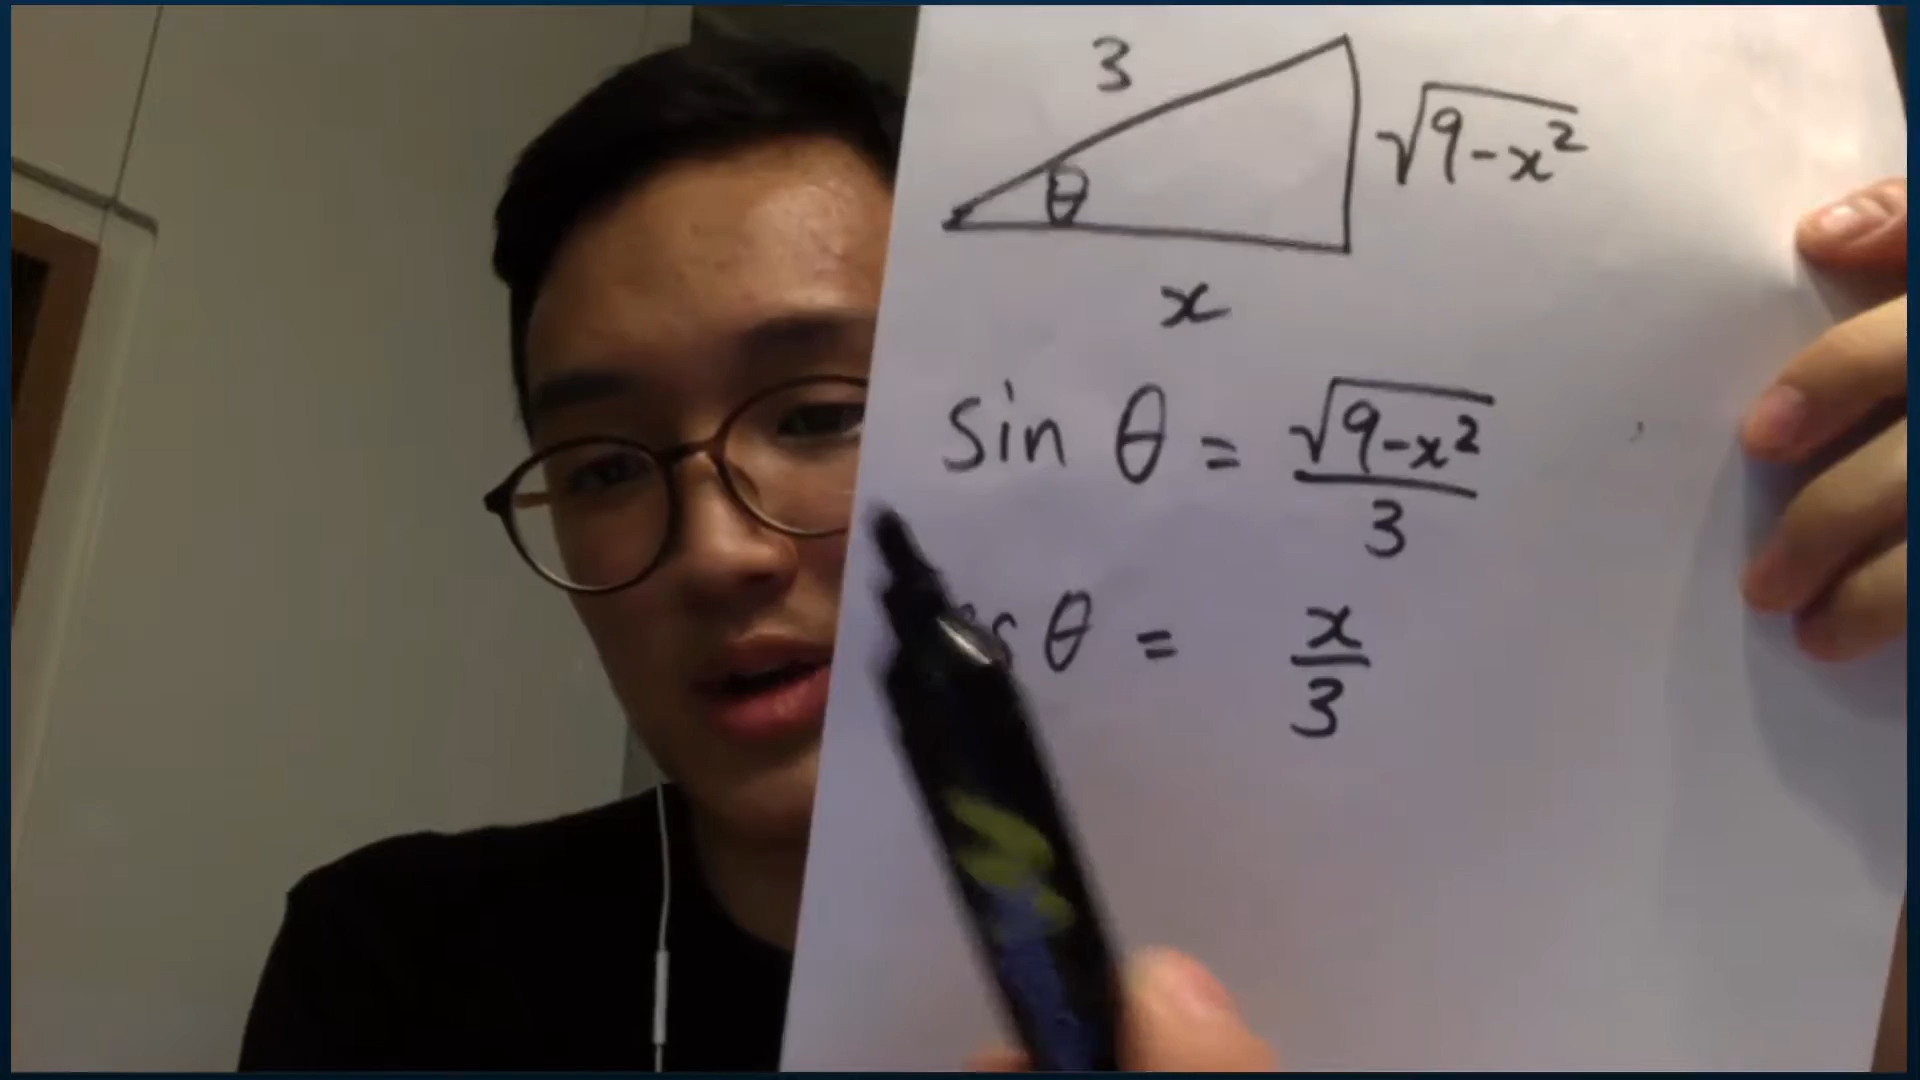 3
θ
√9-x²
x
sin θ = √9-x² / 3
θ = x / 3